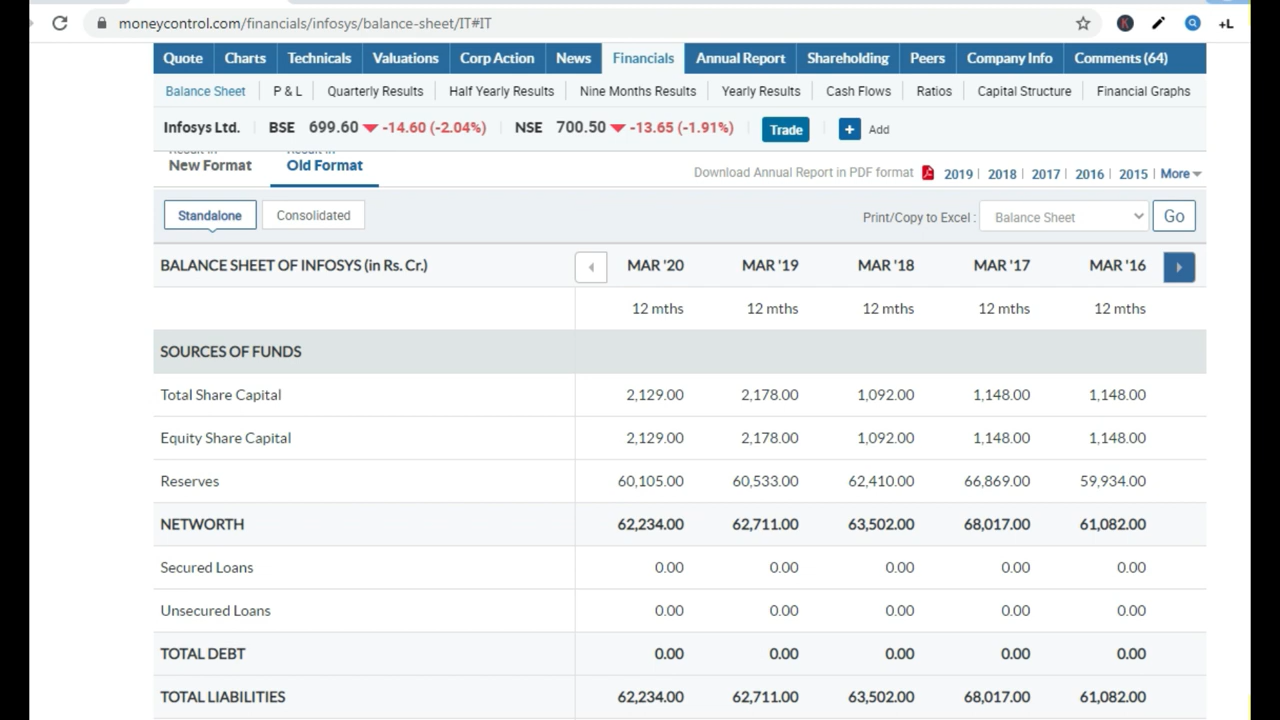 moneycontrol.com/financials/infosys/balance-sheet/IT#IT
Quote Charts Technicals Valuations Corp Action News Financials Annual Report Shareholding Peers Company Info Comments (64)
Balance Sheet P & L Quarterly Results Half Yearly Results Nine Months Results Yearly Results Cash Flows Ratios Capital Structure Financial Graphs
Infosys Ltd. BSE 699.60 -14.60 (-2.04%) NSE 700.50 -13.65 (-1.91%) Trade + Add
New Format Old Format
Download Annual Report in PDF format 2019 2018 2017 2016 2015 More
Standalone Consolidated Print/Copy to Excel : Balance Sheet Go
BALANCE SHEET OF INFOSYS (in Rs. Cr.) MAR '20 MAR '19 MAR '18 MAR '17 MAR '16
12 mths 12 mths 12 mths 12 mths 12 mths
SOURCES OF FUNDS
Total Share Capital 2,129.00 2,178.00 1,092.00 1,148.00 1,148.00
Equity Share Capital 2,129.00 2,178.00 1,092.00 1,148.00 1,148.00
Reserves 60,105.00 60,533.00 62,410.00 66,869.00 59,934.00
NETWORTH 62,234.00 62,711.00 63,502.00 68,017.00 61,082.00
Secured Loans 0.00 0.00 0.00 0.00 0.00
Unsecured Loans 0.00 0.00 0.00 0.00 0.00
TOTAL DEBT 0.00 0.00 0.00 0.00 0.00
TOTAL LIABILITIES 62,234.00 62,711.00 63,502.00 68,017.00 61,082.00